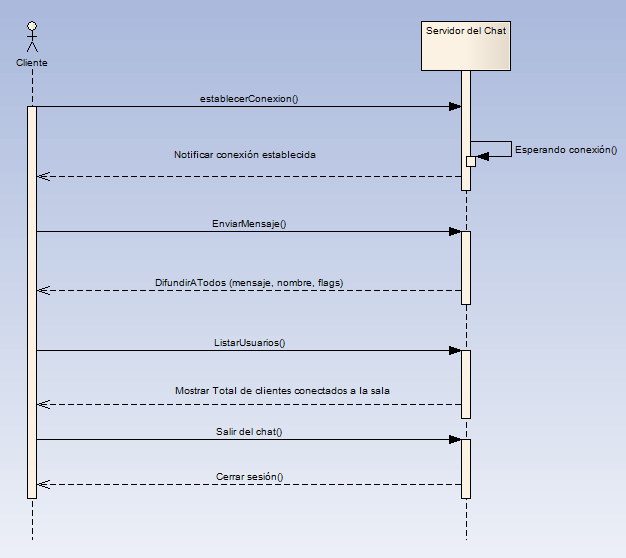 Servidor del Chat
Cliente
establecerConexion()
Esperando conexión()
Notificar conexión establecida
EnviarMensaje()
DifundirATodos (mensaje, nombre, flags)
ListarUsuarios()
Mostrar Total de clientes conectados a la sala
Salir del chat()
Cerrar sesión()